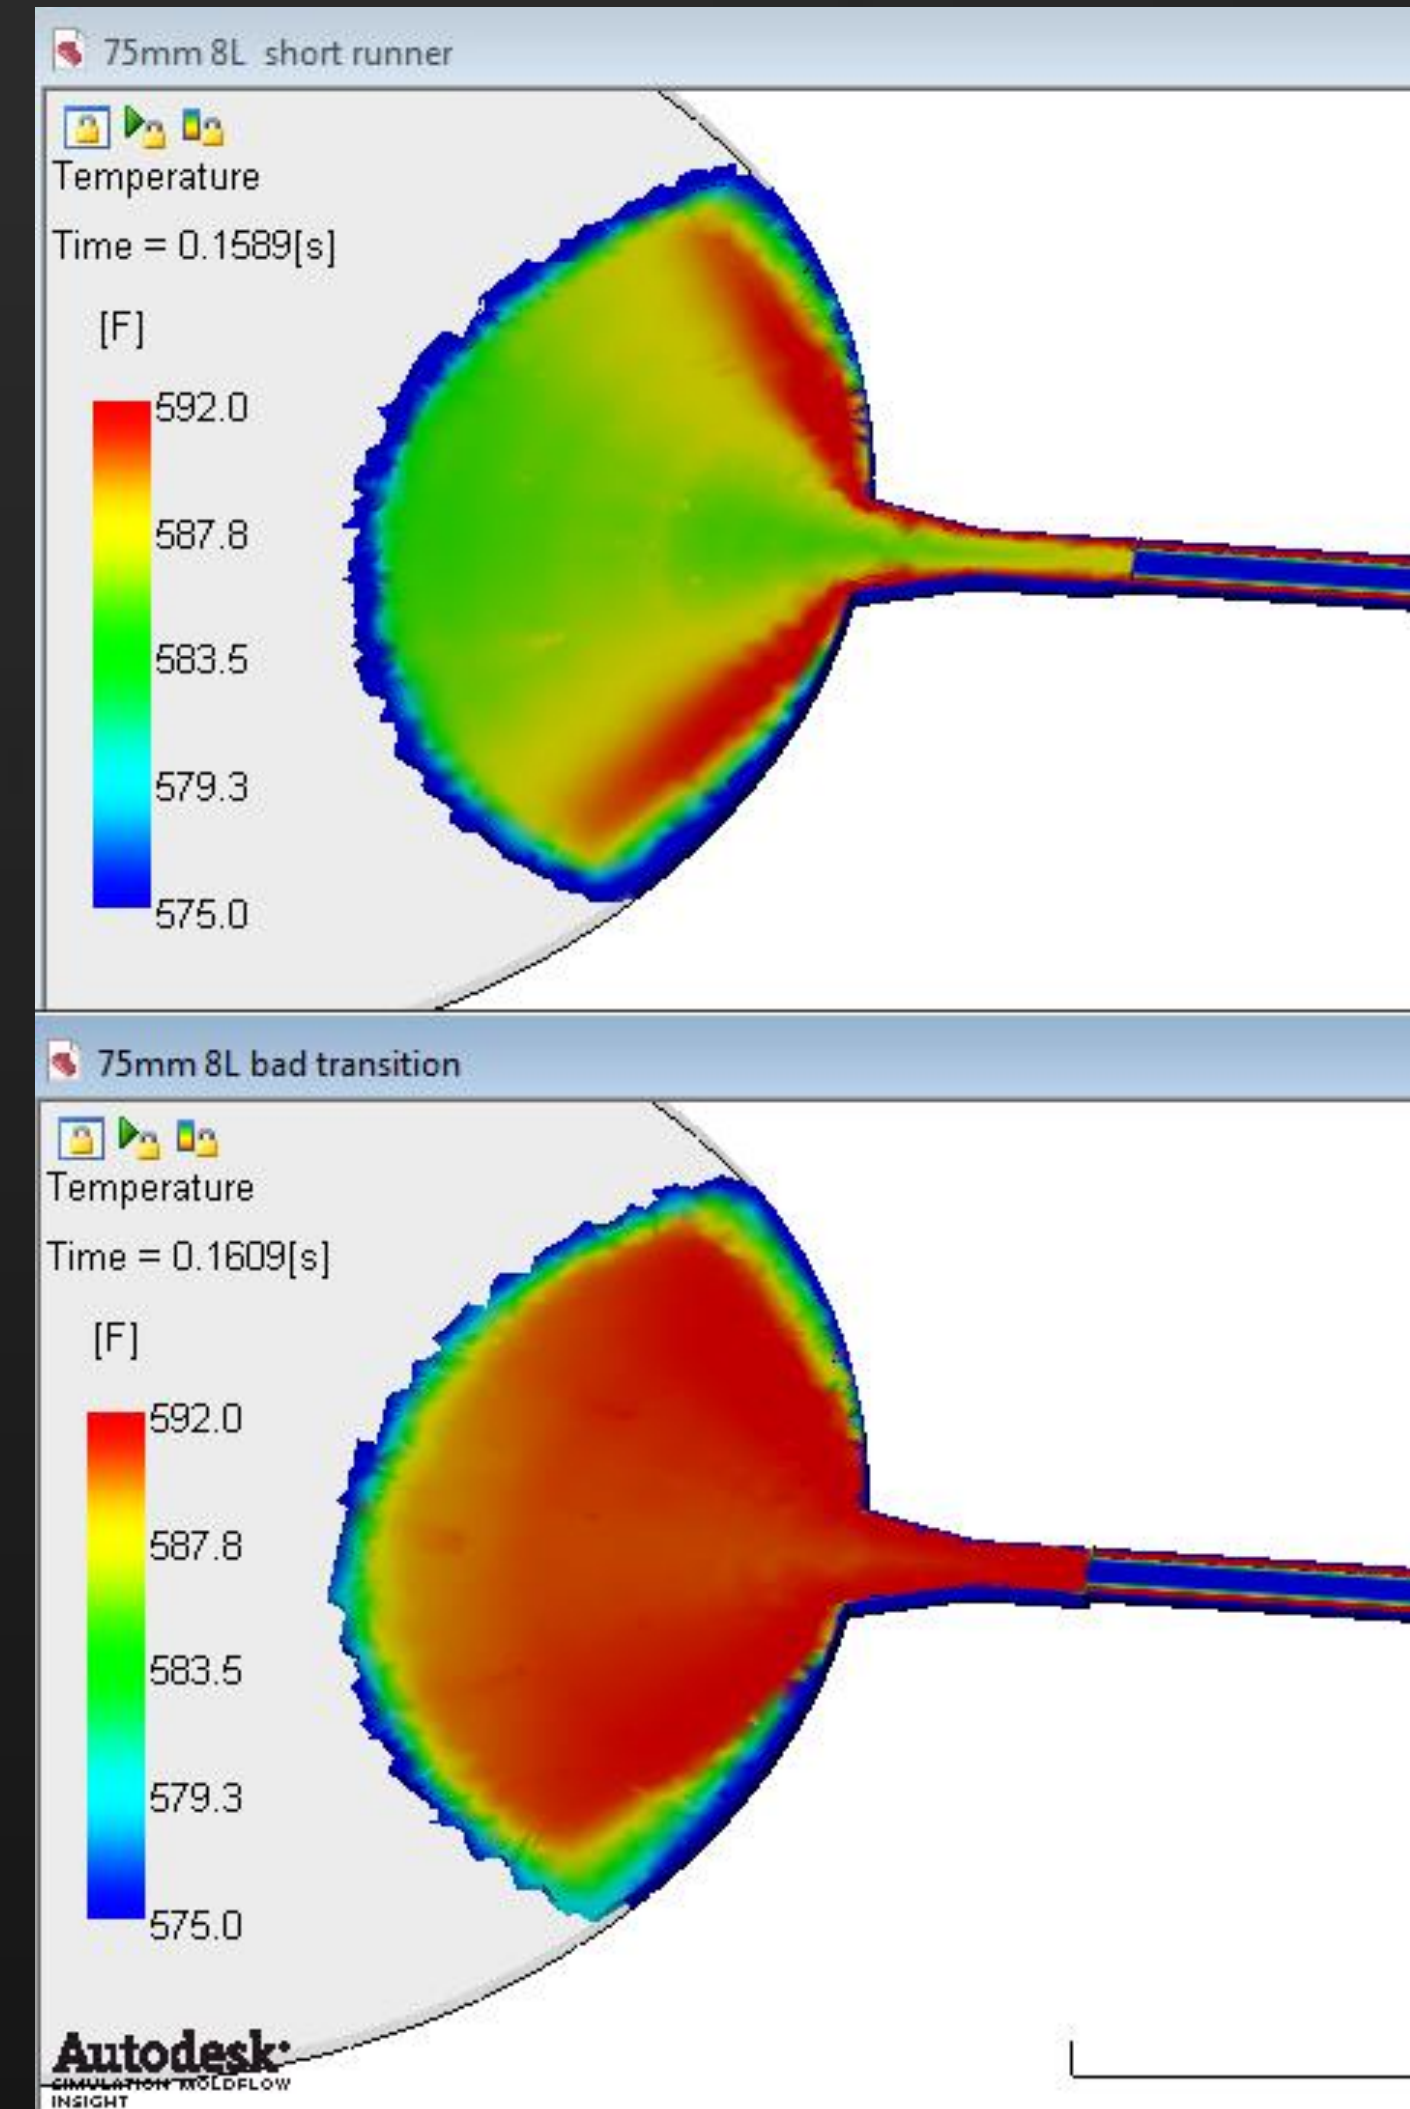 75mm 8L  short runner
Temperature
Time = 0.1589[s]
[F]
592.0
587.8
583.5
579.3
575.0
75mm 8L bad transition
Temperature
Time = 0.1609[s]
[F]
592.0
587.8
583.5
579.3
575.0
Autodesk
SIMULATION MOLDFLOW
INSIGHT